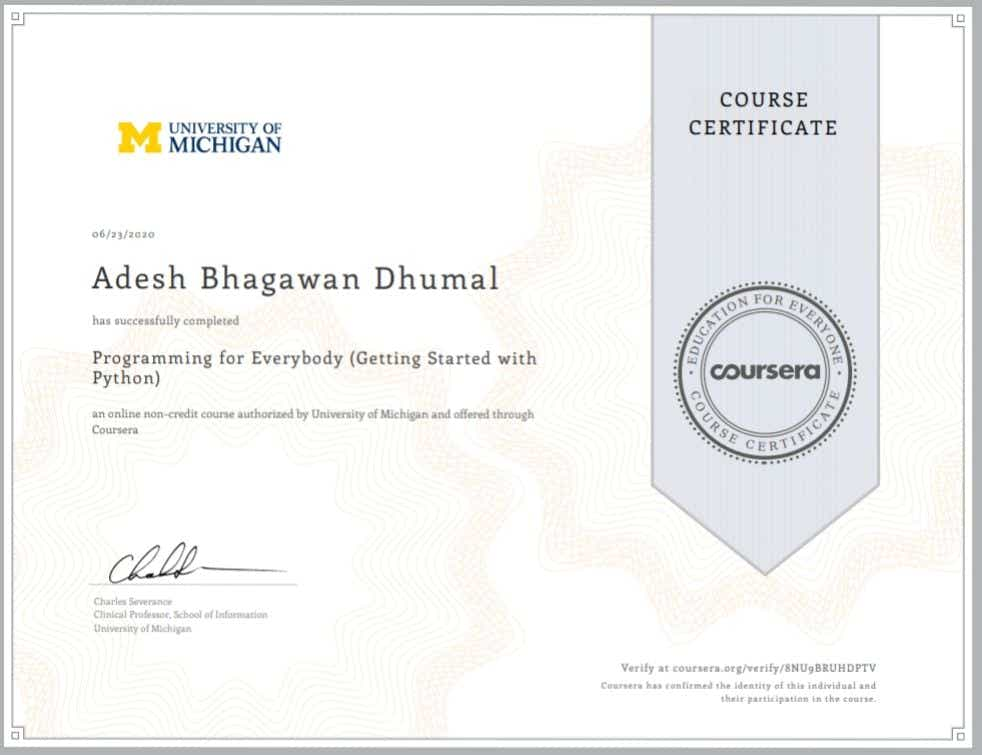 UNIVERSITY OF
MICHIGAN
COURSE
CERTIFICATE
06/23/2020
Adesh Bhagawan Dhumal
has successfully completed
Programming for Everybody (Getting Started with
Python)
an online non-credit course authorized by University of Michigan and offered through
Coursera
EDUCATION FOR EVERYONE
coursera
COURSE CERTIFICATE
Charles Severance
Clinical Professor, School of Information
University of Michigan
Verify at coursera.org/verify/8NU9BRUHDPTV
Coursera has confirmed the identity of this individual and
their participation in the course.